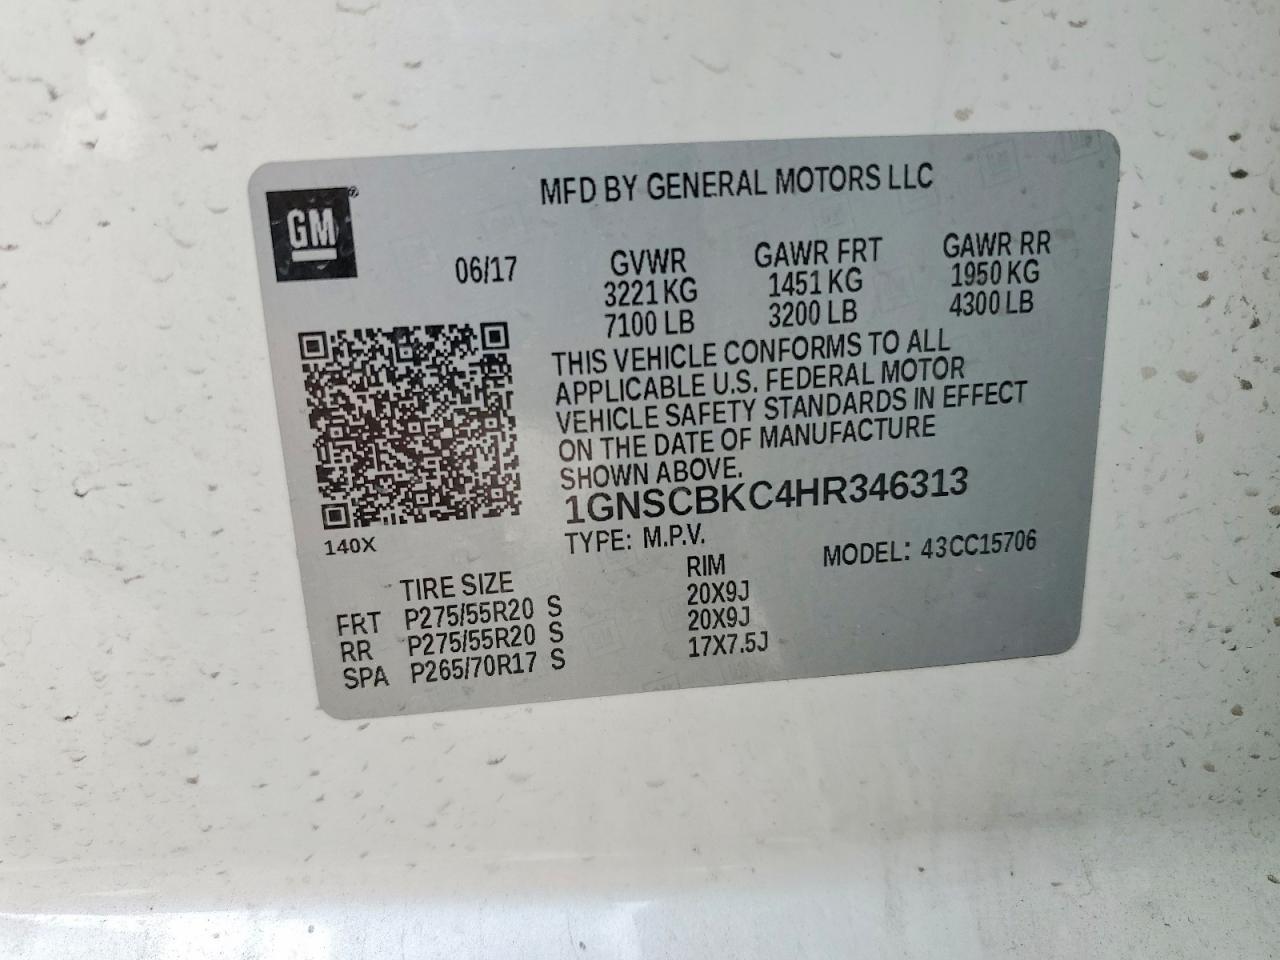 GM
MFD BY GENERAL MOTORS LLC
06/17
GVWR GAWR FRT GAWR RR
3221 KG 1451 KG 1950 KG
7100 LB 3200 LB 4300 LB
THIS VEHICLE CONFORMS TO ALL
APPLICABLE U.S. FEDERAL MOTOR
VEHICLE SAFETY STANDARDS IN EFFECT
ON THE DATE OF MANUFACTURE
SHOWN ABOVE.
1GNSCBKC4HR346313
140X
TYPE: M.P.V. MODEL: 43CC15706
TIRE SIZE RIM
FRT P275/55R20 S 20X9J
RR P275/55R20 S 20X9J
SPA P265/70R17 S 17X7.5J